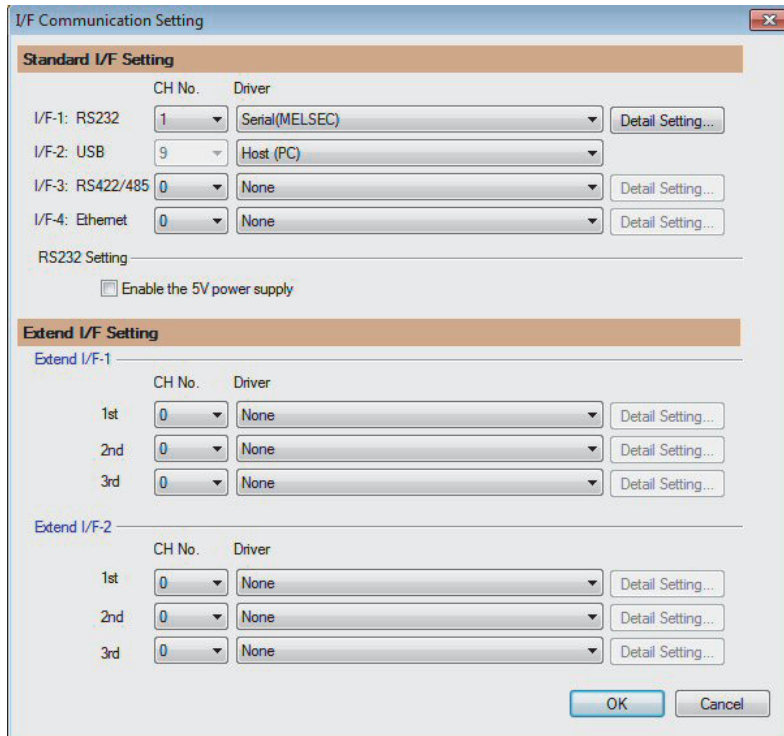 I/F Communication Setting
Standard I/F Setting
CH No. Driver
I/F-1: RS232 1 Serial(MELSEC) Detail Setting...
I/F-2: USB 9 Host (PC)
I/F-3: RS422/485 0 None Detail Setting...
I/F-4: Ethernet 0 None Detail Setting...
RS232 Setting
Enable the 5V power supply
Extend I/F Setting
Extend I/F-1
CH No. Driver
1st 0 None Detail Setting...
2nd 0 None Detail Setting...
3rd 0 None Detail Setting...
Extend I/F-2
CH No. Driver
1st 0 None Detail Setting...
2nd 0 None Detail Setting...
3rd 0 None Detail Setting...
OK Cancel